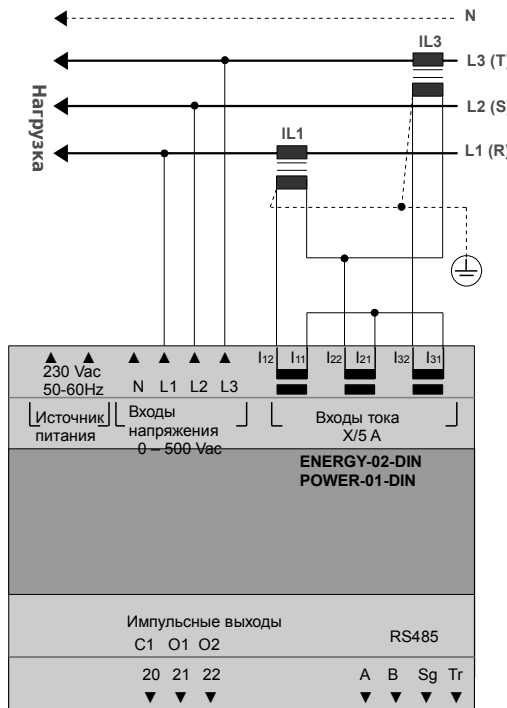 N
IL3
L3 (T)
L2 (S)
IL1
L1 (R)
Нагрузка
230 Vac
50-60Hz
N L1 L2 L3
I12 I11 I22 I21 I32 I31
Источник
питания
Входы
напряжения
0 – 500 Vac
Входы тока
X/5 A
ENERGY-02-DIN
POWER-01-DIN
Импульсные выходы
C1 O1 O2
RS485
20 21 22
A B Sg Tr